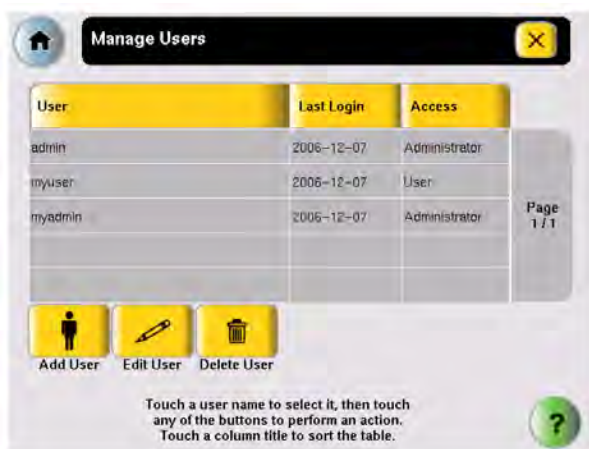 Manage Users
User Last Login Access
admin 2006-12-07 Administrator
myuser 2006-12-07 User
myadmin 2006-12-07 Administrator
Page
1/1
Add User Edit User Delete User
Touch a user name to select it, then touch
any of the buttons to perform an action.
Touch a column title to sort the table.
?